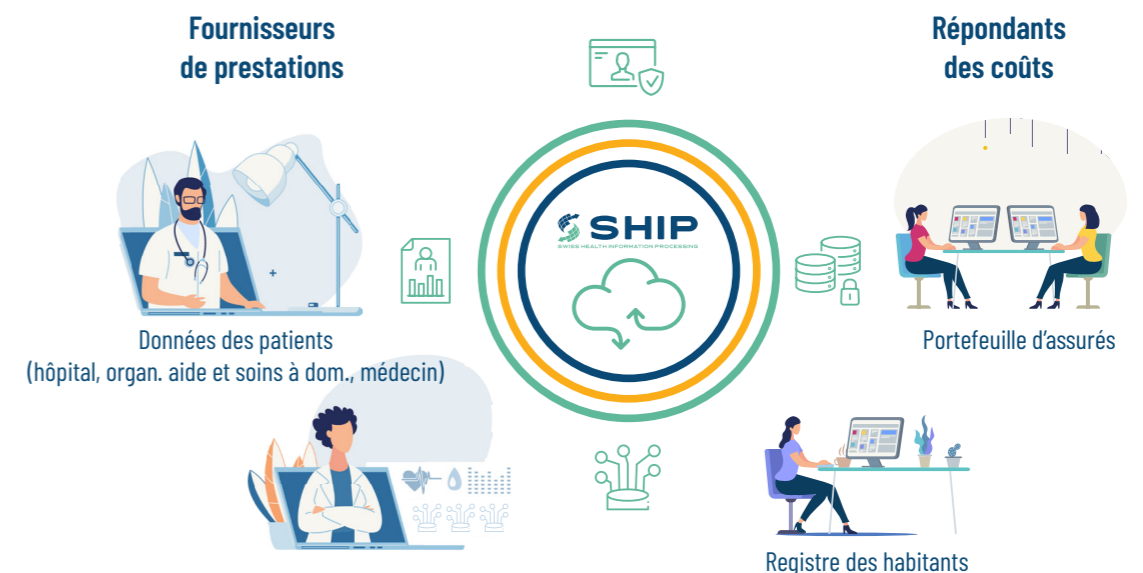 Fournisseurs
de prestations
Répondants
des coûts
SHIP
SWISS HEALTH INFORMATION PROCESSING
Données des patients
(hôpital, organ. aide et soins à dom., médecin)
Portefeuille d'assurés
Registre des habitants